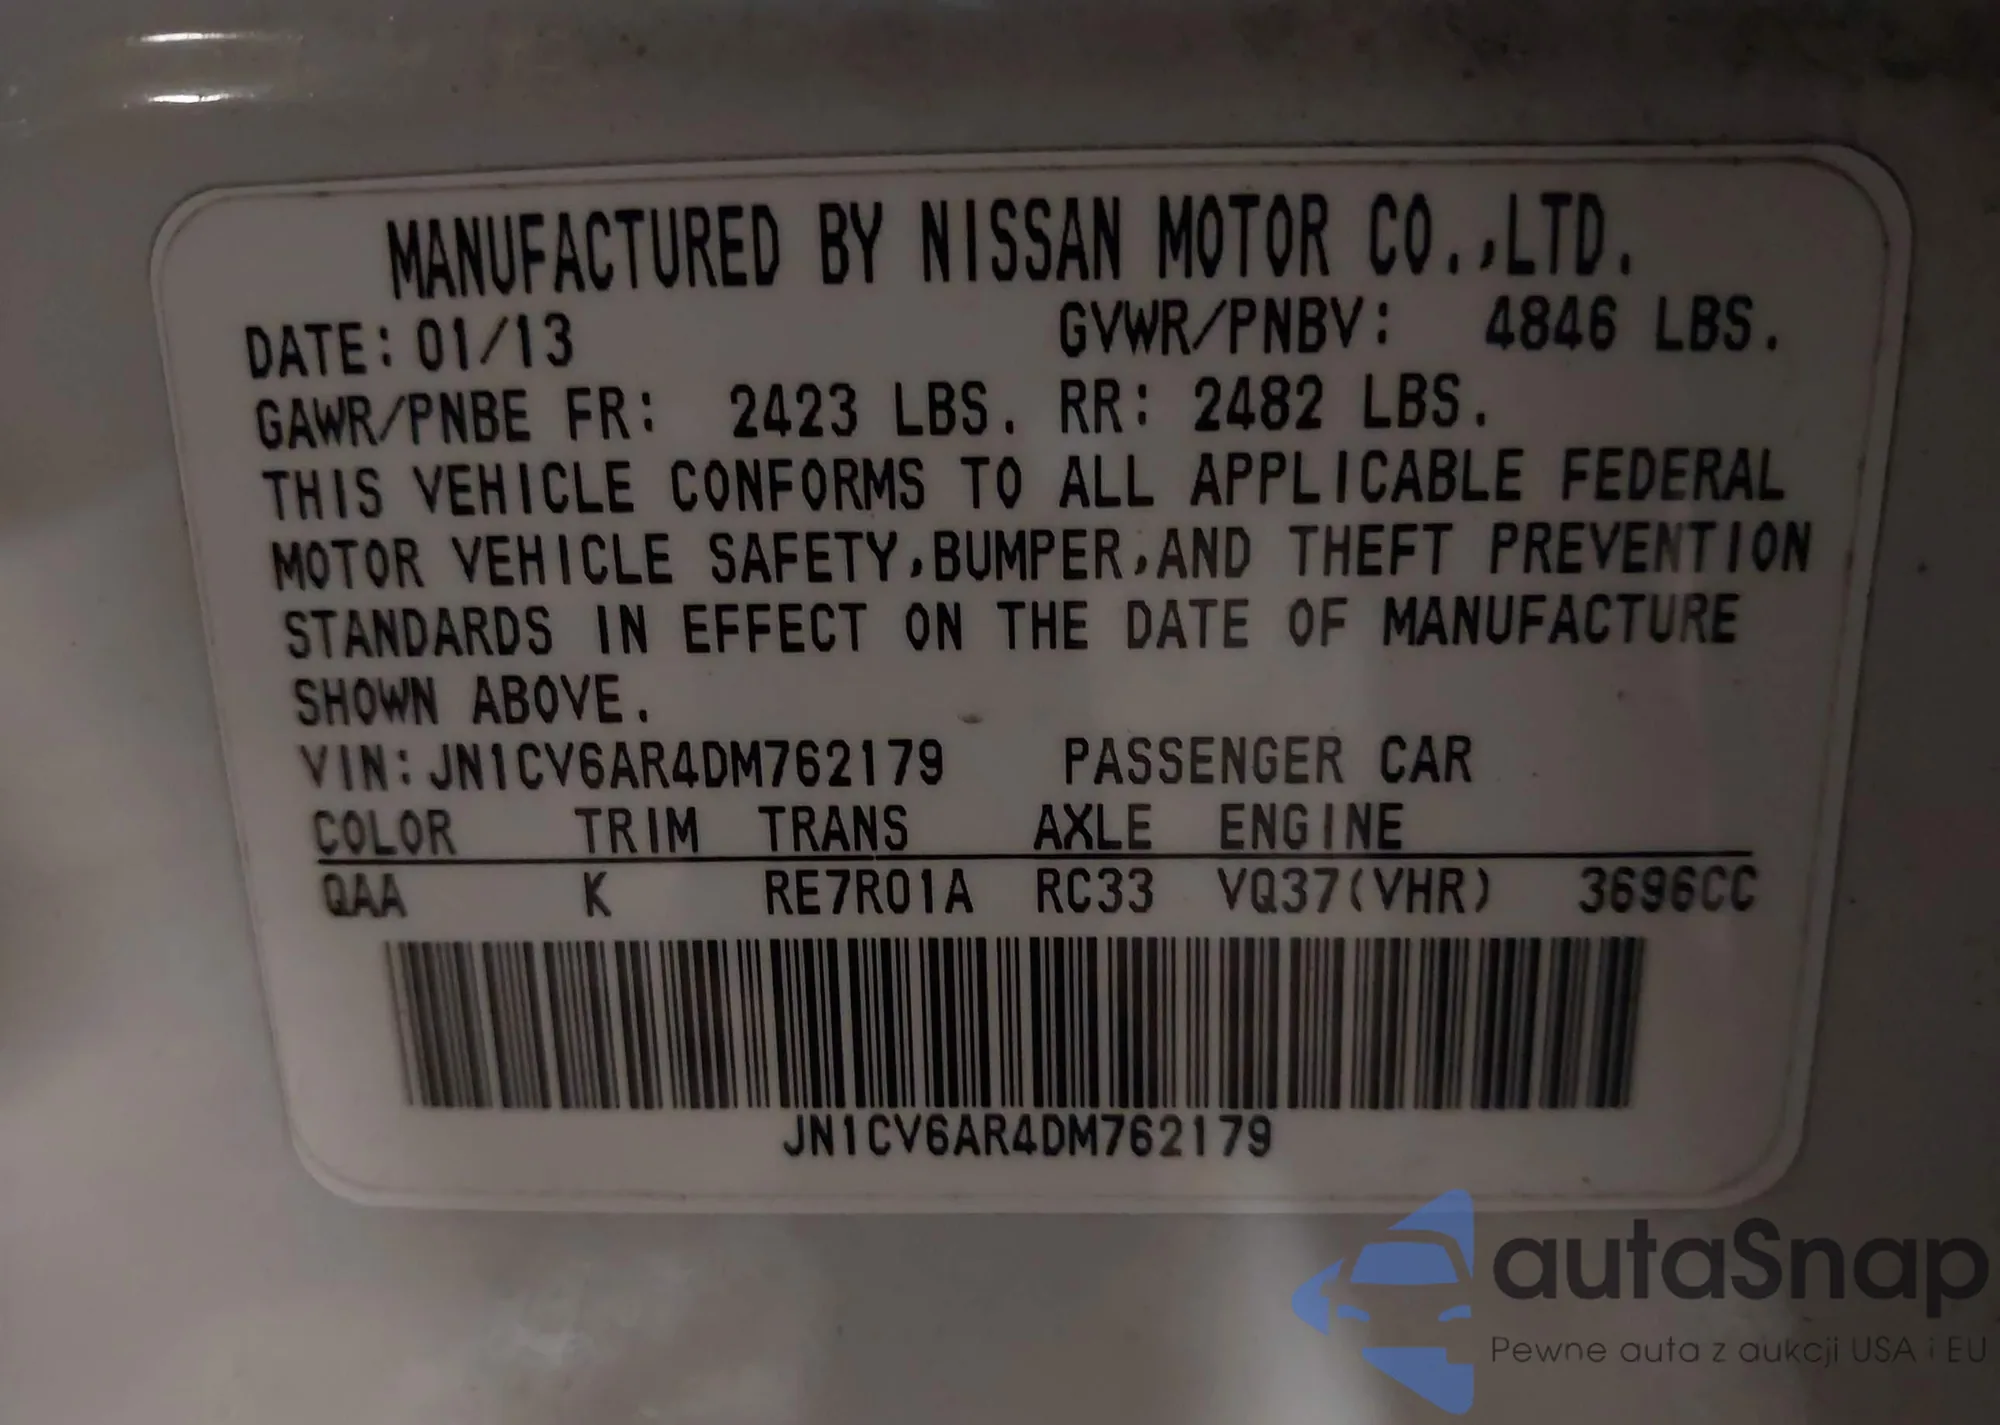 MANUFACTURED BY NISSAN MOTOR CO.,LTD.
DATE:01/13 GVWR/PNBV: 4846 LBS.
GAWR/PNBE FR: 2423 LBS. RR: 2482 LBS.
THIS VEHICLE CONFORMS TO ALL APPLICABLE FEDERAL
MOTOR VEHICLE SAFETY,BUMPER,AND THEFT PREVENTION
STANDARDS IN EFFECT ON THE DATE OF MANUFACTURE
SHOWN ABOVE.
VIN:JN1CV6AR4DM762179 PASSENGER CAR
COLOR TRIM TRANS AXLE ENGINE
QAA K RE7R01A RC33 VQ37(VHR) 3696CC
JN1CV6AR4DM762179
autaSnap
Pewne auta z aukcji USA i EU